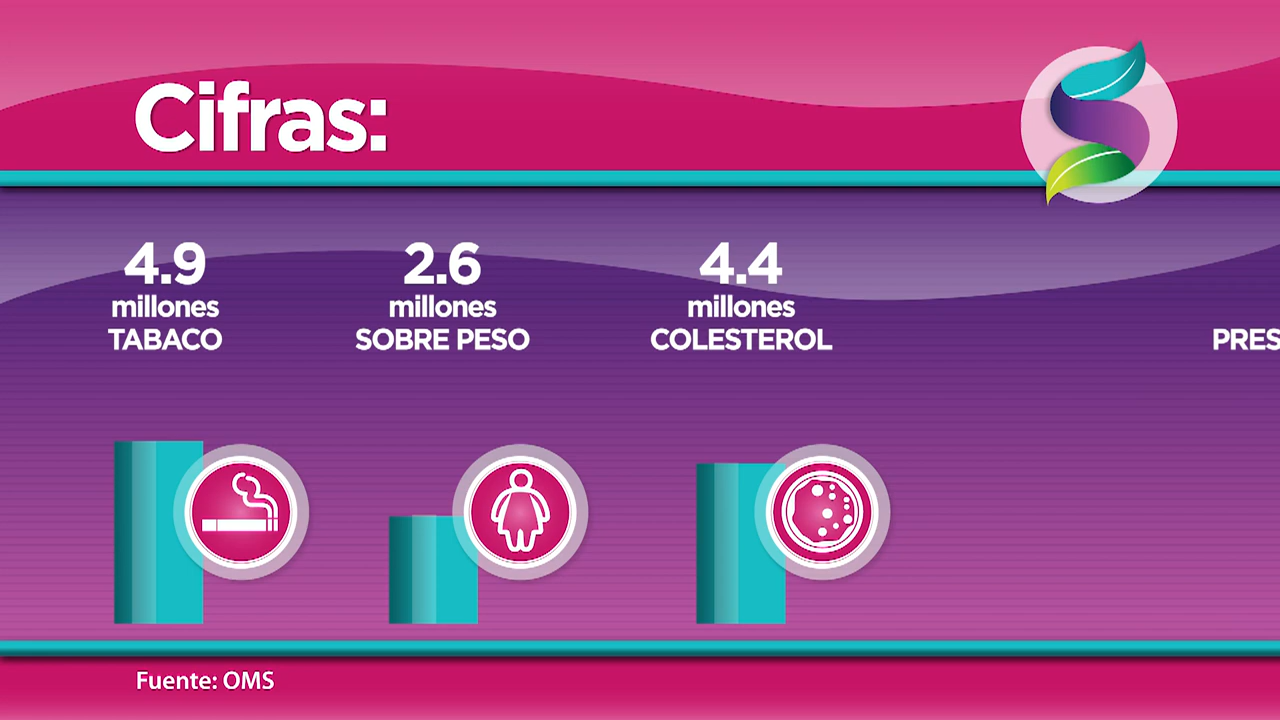 Cifras:
4.9
millones
TABACO
2.6
millones
SOBRE PESO
4.4
millones
COLESTEROL
PRES
Fuente: OMS